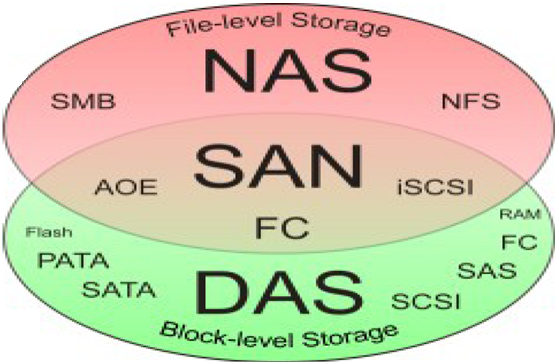 File-level Storage
NAS
SMB
NFS
SAN
AOE
iSCSI
FC
Flash
RAM
PATA
FC
SATA
SAS
DAS
SCSI
Block-level Storage